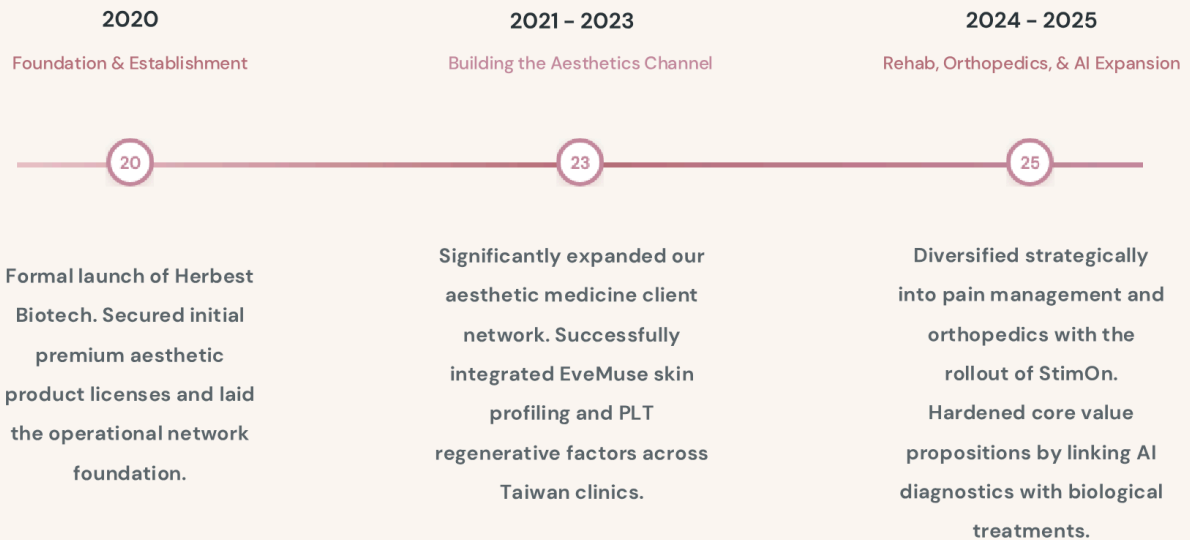 2020
Foundation & Establishment
20
Formal launch of Herbest
Biotech. Secured initial
premium aesthetic
product licenses and laid
the operational network
foundation.
2021 – 2023
Building the Aesthetics Channel
23
Significantly expanded our
aesthetic medicine client
network. Successfully
integrated EveMuse skin
profiling and PLT
regenerative factors across
Taiwan clinics.
2024 – 2025
Rehab, Orthopedics, & AI Expansion
25
Diversified strategically
into pain management and
orthopedics with the
rollout of StimOn.
Hardened core value
propositions by linking AI
diagnostics with biological
treatments.